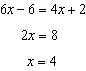 6x − 6 = 4x + 2
2x = 8
x = 4